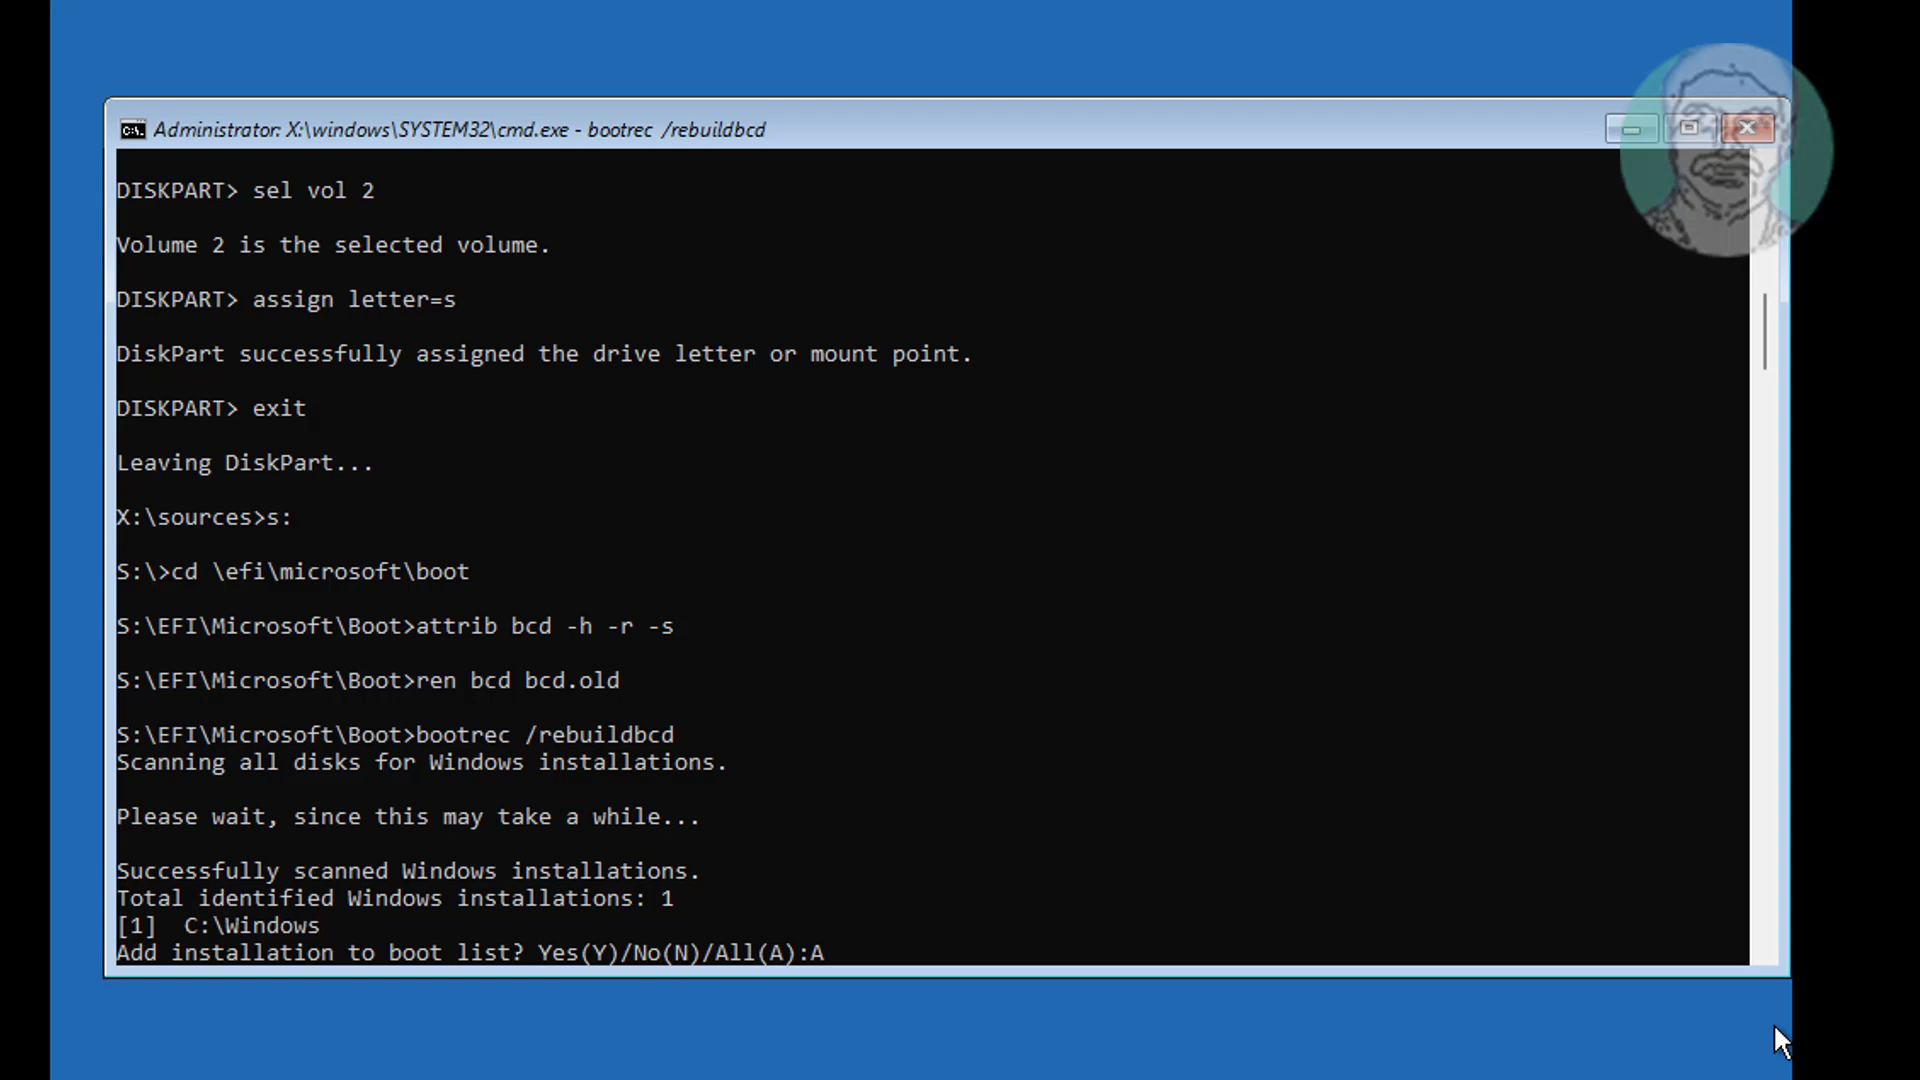 Administrator: X:\windows\SYSTEM32\cmd.exe - bootrec /rebuildbcd
DISKPART> sel vol 2
Volume 2 is the selected volume.
DISKPART> assign letter=s
DiskPart successfully assigned the drive letter or mount point.
DISKPART> exit
Leaving DiskPart...
X:\sources>s:
S:\>cd \efi\microsoft\boot
S:\EFI\Microsoft\Boot>attrib bcd -h -r -s
S:\EFI\Microsoft\Boot>ren bcd bcd.old
S:\EFI\Microsoft\Boot>bootrec /rebuildbcd
Scanning all disks for Windows installations.
Please wait, since this may take a while...
Successfully scanned Windows installations.
Total identified Windows installations: 1
[1]  C:\Windows
Add installation to boot list? Yes(Y)/No(N)/All(A):A